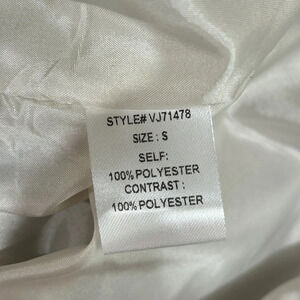 STYLE# VJ71478
SIZE : S
SELF:
100% POLYESTER
CONTRAST :
100% POLYESTER